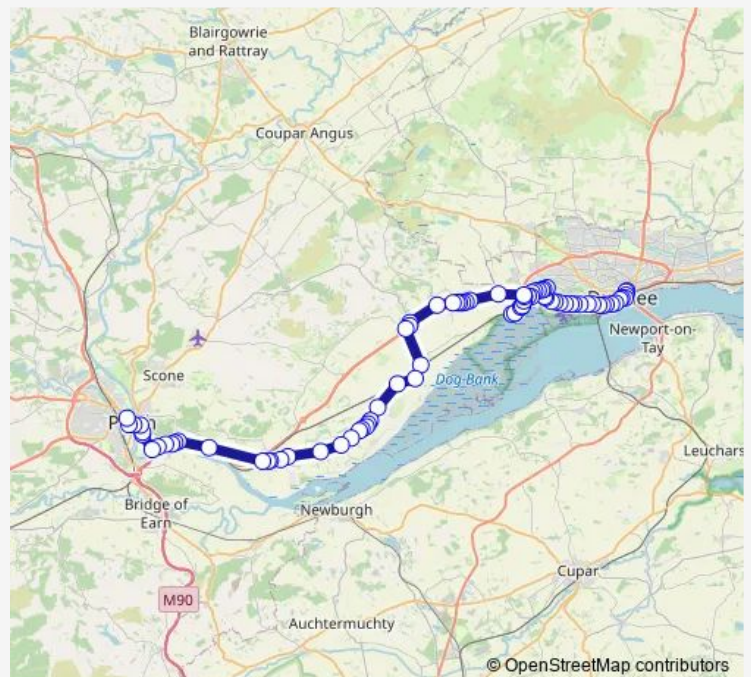 Blairgowrie
and Rattray
Coupar Angus
Scone
Newport-on-
Tay
Dog Bank
Leuchars
Bridge of
Earn
Newburgh
Cupar
M90
Auchtermuchty
© OpenStreetMap contributors